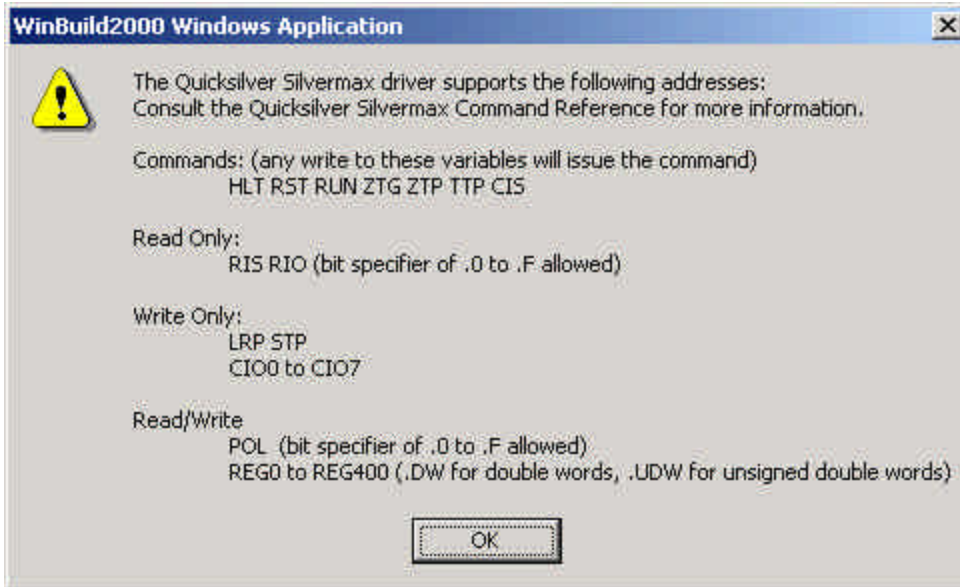 WinBuild2000 Windows Application
The Quicksilver Silvermax driver supports the following addresses:
Consult the Quicksilver Silvermax Command Reference for more information.
Commands: (any write to these variables will issue the command)
HLT RST RUN ZTG ZTP TTP CIS
Read Only:
RIS RIO (bit specifier of .0 to .F allowed)
Write Only:
LRP STP
CIO0 to CIO7
Read/Write
POL (bit specifier of .0 to .F allowed)
REG0 to REG400 (.DW for double words, .UDW for unsigned double words)
OK